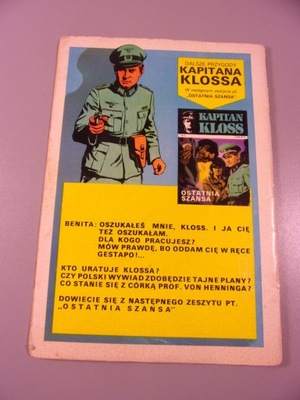 DALSZE PRZYGODY
KAPITANA
KLOSSA
W następnym zeszycie pt.
„OSTATNIA SZANSA"
KAPITAN
KLOSS
OSTATNIA
SZANSA
BENITA: OSZUKAŁEŚ MNIE, KLOSS. I JA CIĘ
TEŻ OSZUKAŁAM.
DLA KOGO PRACUJESZ?
MÓW PRAWDĘ, BO ODDAM CIĘ W RĘCE
GESTAPO!...
KTO URATUJE KLOSSA?
CZY POLSKI WYWIAD ZDOBĘDZIE TAJNE PLANY?
CO STANIE SIĘ Z CÓRKĄ PROF. VON HENNINGA?
DOWIECIE SIĘ Z NASTĘPNEGO ZESZYTU PT.
„OSTATNIA SZANSA"